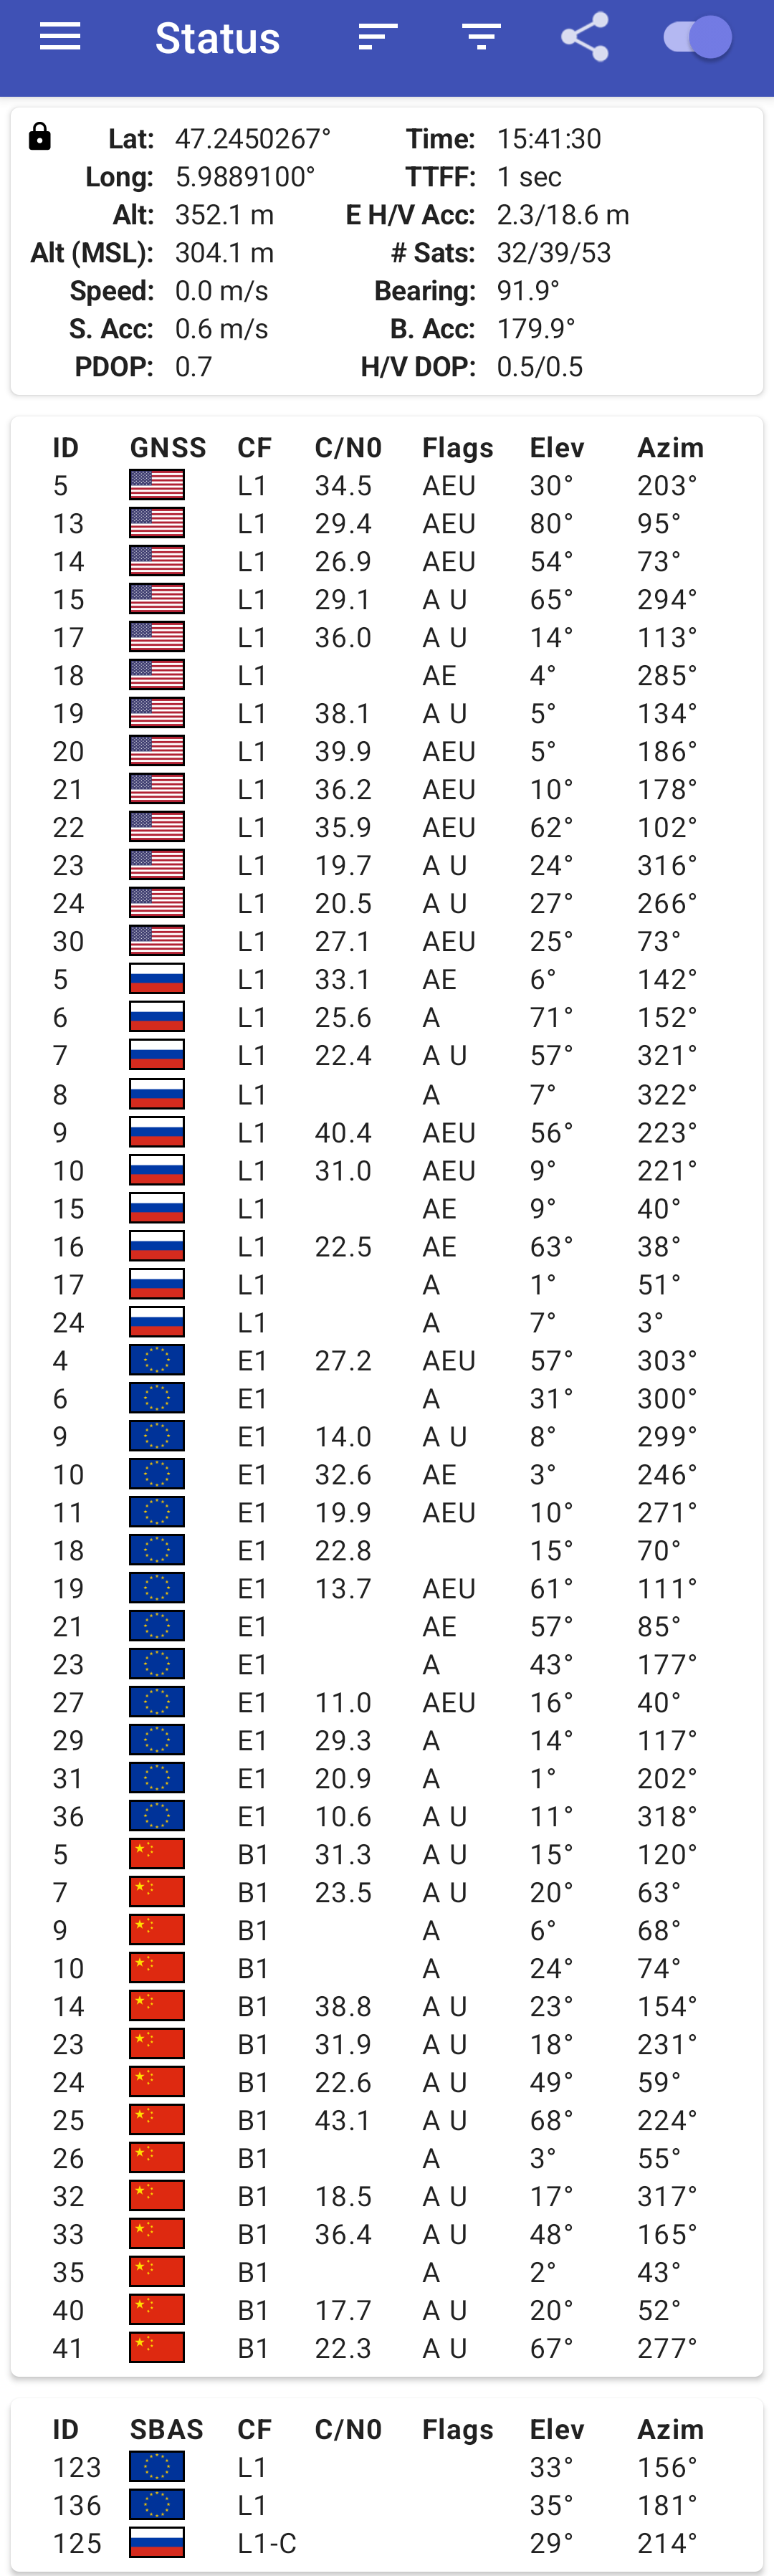 Status
Lat: 47.2450267° Time: 15:41:30
Long: 5.9889100° TTFF: 1 sec
Alt: 352.1 m E H/V Acc: 2.3/18.6 m
Alt (MSL): 304.1 m # Sats: 32/39/53
Speed: 0.0 m/s Bearing: 91.9°
S. Acc: 0.6 m/s B. Acc: 179.9°
PDOP: 0.7 H/V DOP: 0.5/0.5
ID GNSS CF C/N0 Flags Elev Azim
5 L1 34.5 AEU 30° 203°
13 L1 29.4 AEU 80° 95°
14 L1 26.9 AEU 54° 73°
15 L1 29.1 A U 65° 294°
17 L1 36.0 A U 14° 113°
18 L1 AE 4° 285°
19 L1 38.1 A U 5° 134°
20 L1 39.9 AEU 5° 186°
21 L1 36.2 AEU 10° 178°
22 L1 35.9 AEU 62° 102°
23 L1 19.7 A U 24° 316°
24 L1 20.5 A U 27° 266°
30 L1 27.1 AEU 25° 73°
5 L1 33.1 AE 6° 142°
6 L1 25.6 A 71° 152°
7 L1 22.4 A U 57° 321°
8 L1 A 7° 322°
9 L1 40.4 AEU 56° 223°
10 L1 31.0 AEU 9° 221°
15 L1 AE 9° 40°
16 L1 22.5 AE 63° 38°
17 L1 A 1° 51°
24 L1 A 7° 3°
4 E1 27.2 AEU 57° 303°
6 E1 A 31° 300°
9 E1 14.0 A U 8° 299°
10 E1 32.6 AE 3° 246°
11 E1 19.9 AEU 10° 271°
18 E1 22.8 15° 70°
19 E1 13.7 AEU 61° 111°
21 E1 AE 57° 85°
23 E1 A 43° 177°
27 E1 11.0 AEU 16° 40°
29 E1 29.3 A 14° 117°
31 E1 20.9 A 1° 202°
36 E1 10.6 A U 11° 318°
5 B1 31.3 A U 15° 120°
7 B1 23.5 A U 20° 63°
9 B1 A 6° 68°
10 B1 A 24° 74°
14 B1 38.8 A U 23° 154°
23 B1 31.9 A U 18° 231°
24 B1 22.6 A U 49° 59°
25 B1 43.1 A U 68° 224°
26 B1 A 3° 55°
32 B1 18.5 A U 17° 317°
33 B1 36.4 A U 48° 165°
35 B1 A 2° 43°
40 B1 17.7 A U 20° 52°
41 B1 22.3 A U 67° 277°
ID SBAS CF C/N0 Flags Elev Azim
123 L1 33° 156°
136 L1 35° 181°
125 L1-C 29° 214°